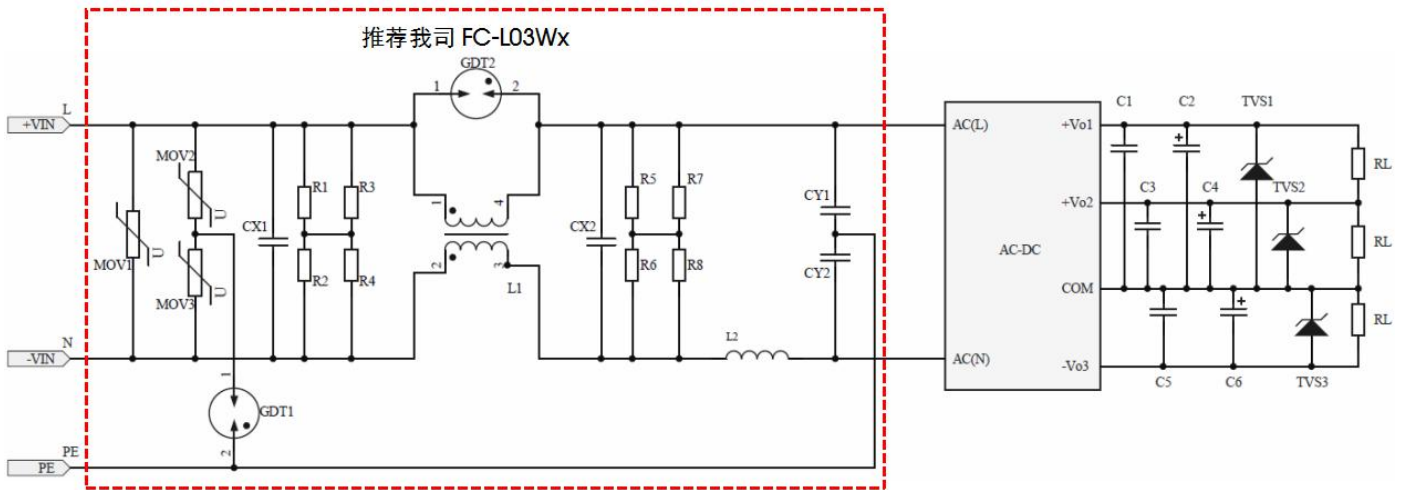 推荐我司 FC-L03Wx
GDT2
1
2
L
+VIN
MOV2
U
MOV1
U
MOV3
U
CX1
R1
R3
R2
R4
1
4
2
3
L1
CX2
R5
R7
R6
R8
CY1
CY2
L2
N
-VIN
1
GDT1
2
PE
PE
AC(L)
+Vo1
+Vo2
AC-DC
COM
AC(N)
-Vo3
C1
C2
TVS1
+
RL
C3
C4
TVS2
+
RL
+
RL
C5
C6
TVS3